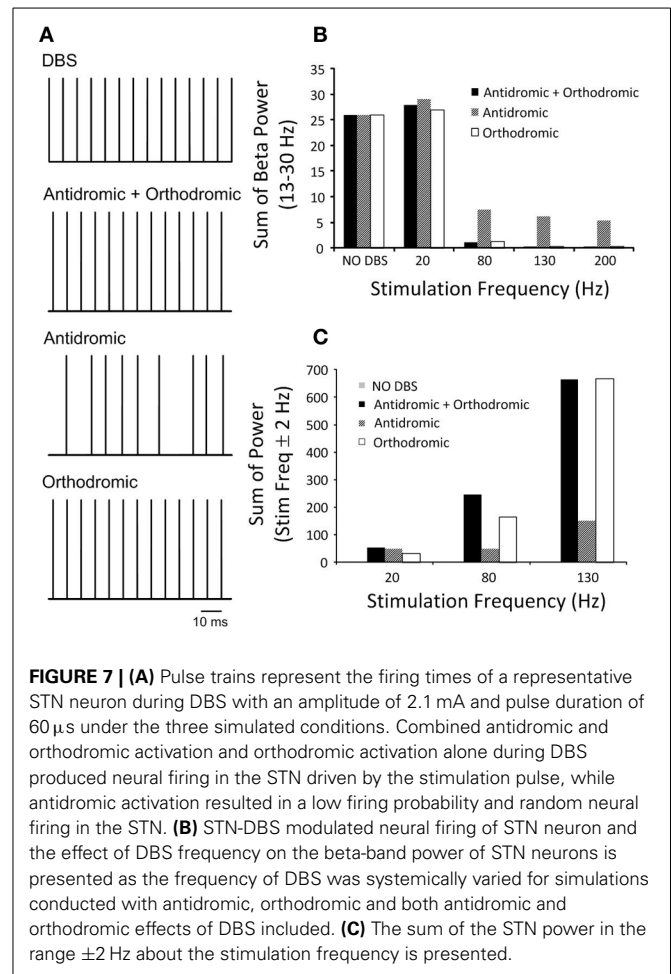 A
DBS
Antidromic + Orthodromic
Antidromic
Orthodromic
10 ms
B
35
30
25
20
15
10
5
0
Sum of Beta Power
(13-30 Hz)
Antidromic + Orthodromic
Antidromic
Orthodromic
NO DBS 20 80 130 200
Stimulation Frequency (Hz)
C
700
600
500
400
300
200
100
0
Sum of Power
(Stim Freq ± 2 Hz)
NO DBS
Antidromic + Orthodromic
Antidromic
Orthodromic
20 80 130
Stimulation Frequency (Hz)
FIGURE 7 | (A) Pulse trains represent the firing times of a representative
STN neuron during DBS with an amplitude of 2.1 mA and pulse duration of
60 μs under the three simulated conditions. Combined antidromic and
orthodromic activation and orthodromic activation alone during DBS
produced neural firing in the STN driven by the stimulation pulse, while
antidromic activation resulted in a low firing probability and random neural
firing in the STN. (B) STN-DBS modulated neural firing of STN neuron and
the effect of DBS frequency on the beta-band power of STN neurons is
presented as the frequency of DBS was systemically varied for simulations
conducted with antidromic, orthodromic and both antidromic and
orthodromic effects of DBS included. (C) The sum of the STN power in the
range ±2 Hz about the stimulation frequency is presented.